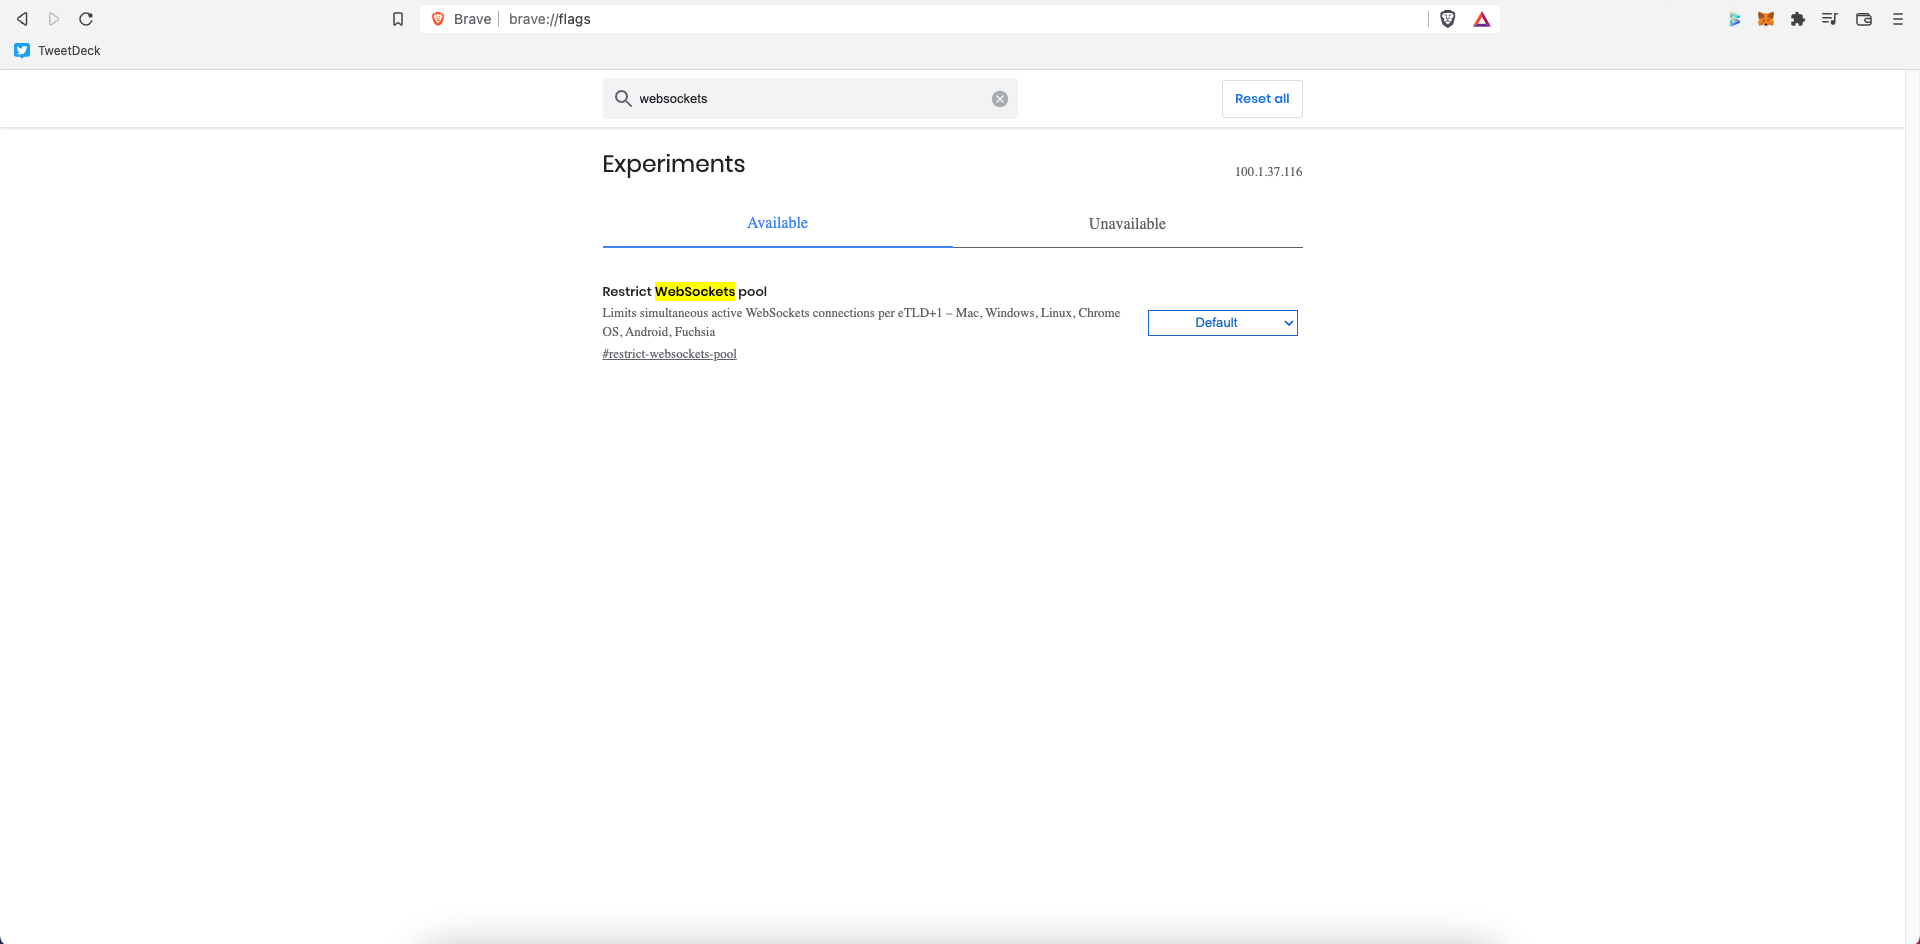 Brave
brave://flags
TweetDeck
websockets
Reset all
Experiments
100.1.37.116
Available
Unavailable
Restrict WebSockets pool
Limits simultaneous active WebSockets connections per eTLD+1 – Mac, Windows, Linux, Chrome
OS, Android, Fuchsia
#restrict-websockets-pool
Default